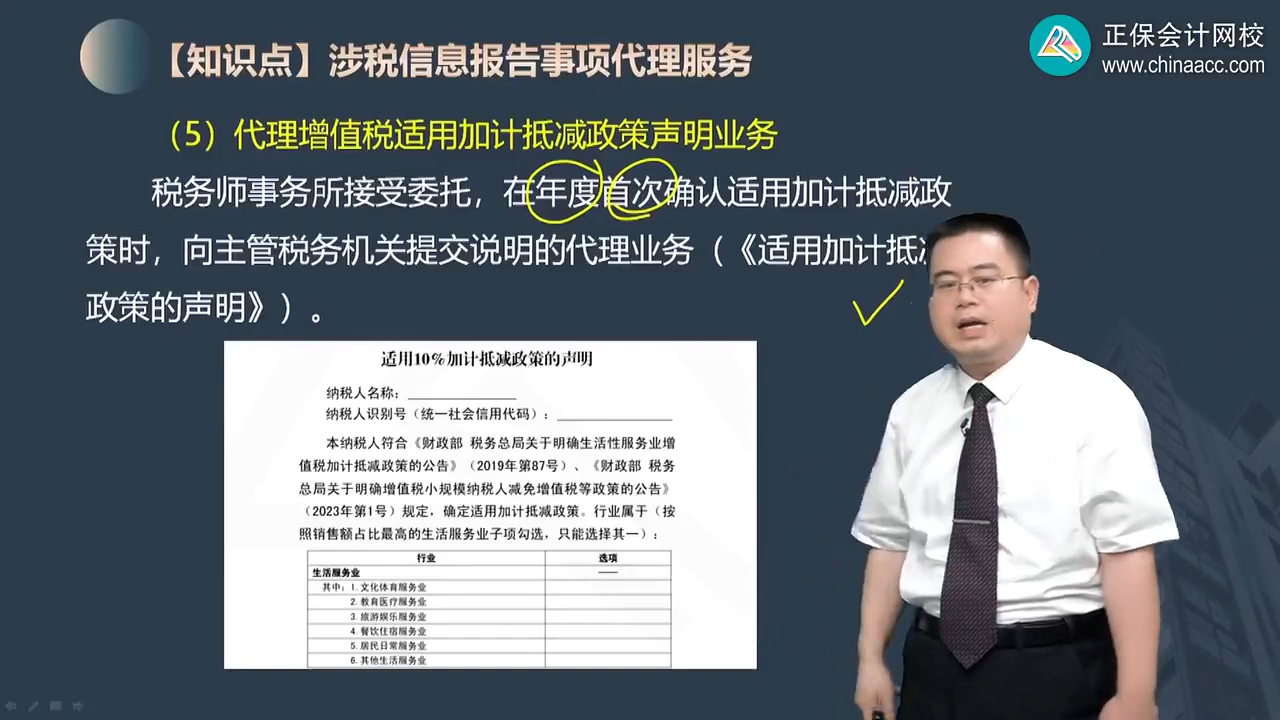 正保会计网校
www.chinaacc.com
【知识点】涉税信息报告事项代理服务
（5）代理增值税适用加计抵减政策声明业务
税务师事务所接受委托，在年度首次确认适用加计抵减政
策时，向主管税务机关提交说明的代理业务（《适用加计抵
政策的声明》）。
适用10%加计抵减政策的声明
纳税人名称：
纳税人识别号（统一社会信用代码）：
本纳税人符合《财政部 税务总局关于明确生活性服务业增
值税加计抵减政策的公告》（2019年第87号）、《财政部 税务
总局关于明确增值税小规模纳税人减免增值税等政策的公告》
（2023年第1号）规定，确定适用加计抵减政策。行业属于（按
照销售额占比最高的生活服务业子项勾选，只能选择其一）：
行业 选项
生活服务业 ——
其中：1. 文化体育服务业
2. 教育医疗服务业
3. 旅游娱乐服务业
4. 餐饮住宿服务业
5. 居民日常服务业
6. 其他生活服务业